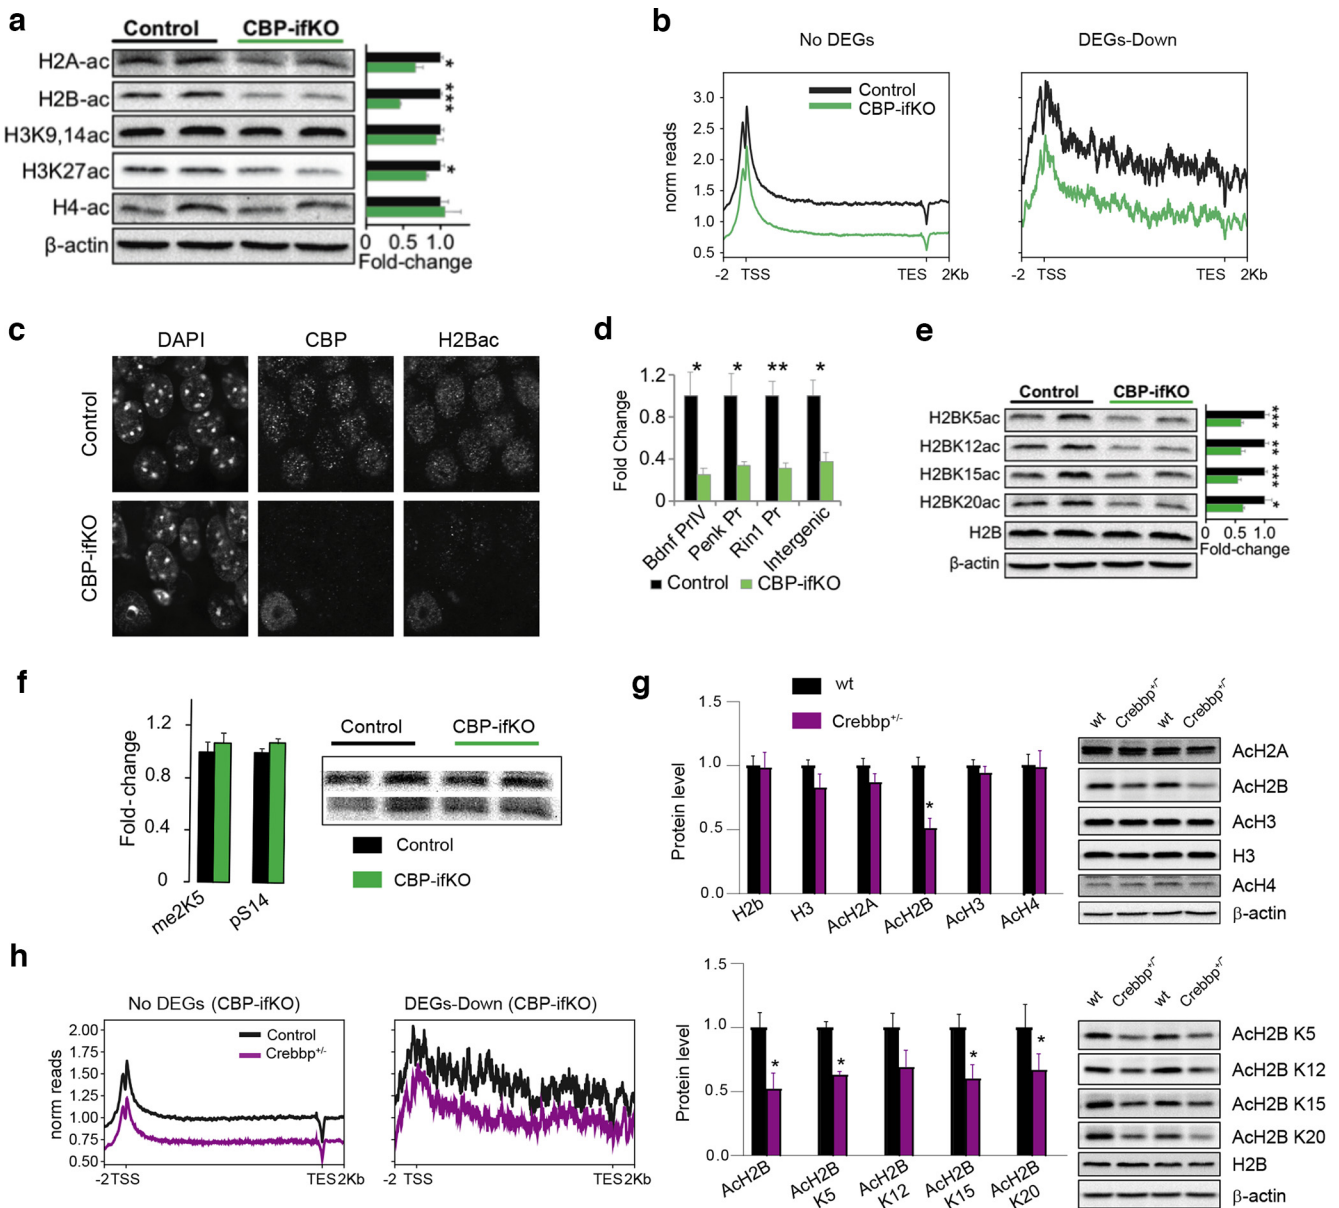 a
Control CBP-ifKO
H2A-ac *
H2B-ac ***
H3K9,14ac
H3K27ac *
H4-ac
β-actin
0 0.5 1.0
Fold-change
b
No DEGs DEGs-Down
Control
CBP-ifKO
norm reads
3.0
2.5
2.0
1.5
1.0
0.5
-2 TSS TES 2Kb
-2 TSS TES 2Kb
c
DAPI CBP H2Bac
Control
CBP-ifKO
d
* * ** *
Fold Change
1.2
0.8
0.4
0
Bdnf PrIV
Penk Pr
Rin1 Pr
Intergenic
Control CBP-ifKO
e
Control CBP-ifKO
H2BK5ac ***
H2BK12ac **
H2BK15ac ***
H2BK20ac *
H2B
β-actin
0 0.5 1.0
Fold-change
f
Fold-change
1.2
0.8
0.4
0
me2K5
pS14
Control CBP-ifKO
Control
CBP-ifKO
g
wt
Crebbp+/-
Protein level
1.5
1.0
0.5
0.0
*
H2b
H3
AcH2A
AcH2B
AcH3
AcH4
wt Crebbp+/- wt Crebbp+/-
AcH2A
AcH2B
AcH3
H3
AcH4
β-actin
Protein level
1.5
1.0
0.5
0.0
* * * *
AcH2B
AcH2B K5
AcH2B K12
AcH2B K15
AcH2B K20
wt Crebbp+/- wt Crebbp+/-
AcH2B K5
AcH2B K12
AcH2B K15
AcH2B K20
H2B
β-actin
h
No DEGs (CBP-ifKO) DEGs-Down (CBP-ifKO)
Control
Crebbp+/-
norm reads
2.00
1.75
1.50
1.25
1.00
0.75
0.50
-2 TSS TES 2Kb
-2 TSS TES 2Kb